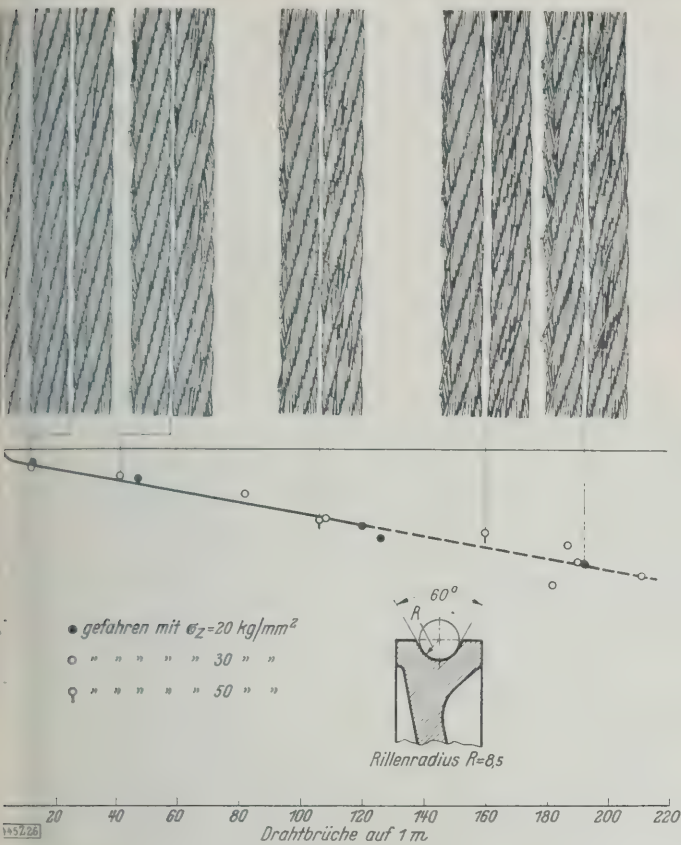 60°
R
● gefahren mit σz=20 kg/mm²
○ " " " " " 30 " "
⚲ " " " " " 50 " "
Rillenradius R=8,5
20 40 60 80 100 120 140 160 180 200 220
Drahtbrüche auf 1 m